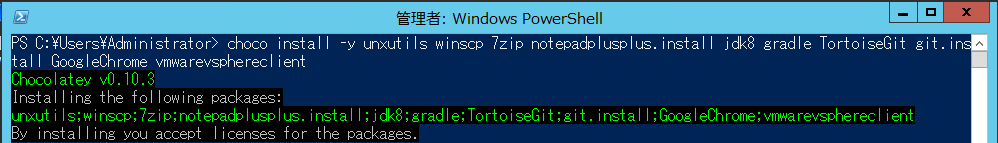 管理者: Windows PowerShell
PS C:¥Users¥Administrator> choco install -y unxutils winscp 7zip notepadplusplus.install jdk8 gradle TortoiseGit git.ins
tall GoogleChrome vmwarevsphereclient
Chocolatey v0.10.3
Installing the following packages:
unxutils;winscp;7zip;notepadplusplus.install;jdk8;gradle;TortoiseGit;git.install;GoogleChrome;vmwarevsphereclient
By installing you accept licenses for the packages.